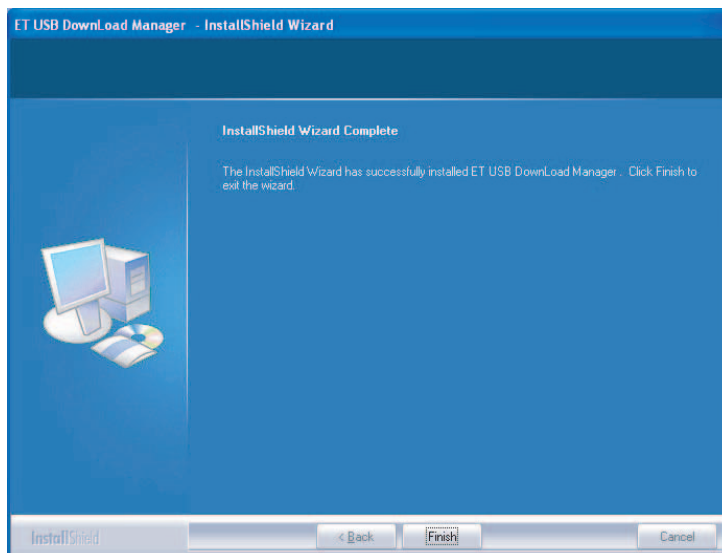 ET USB DownLoad Manager - InstallShield Wizard
InstallShield Wizard Complete
The InstallShield Wizard has successfully installed ET USB DownLoad Manager . Click Finish to
exit the wizard.
InstallShield
< Back
Finish
Cancel